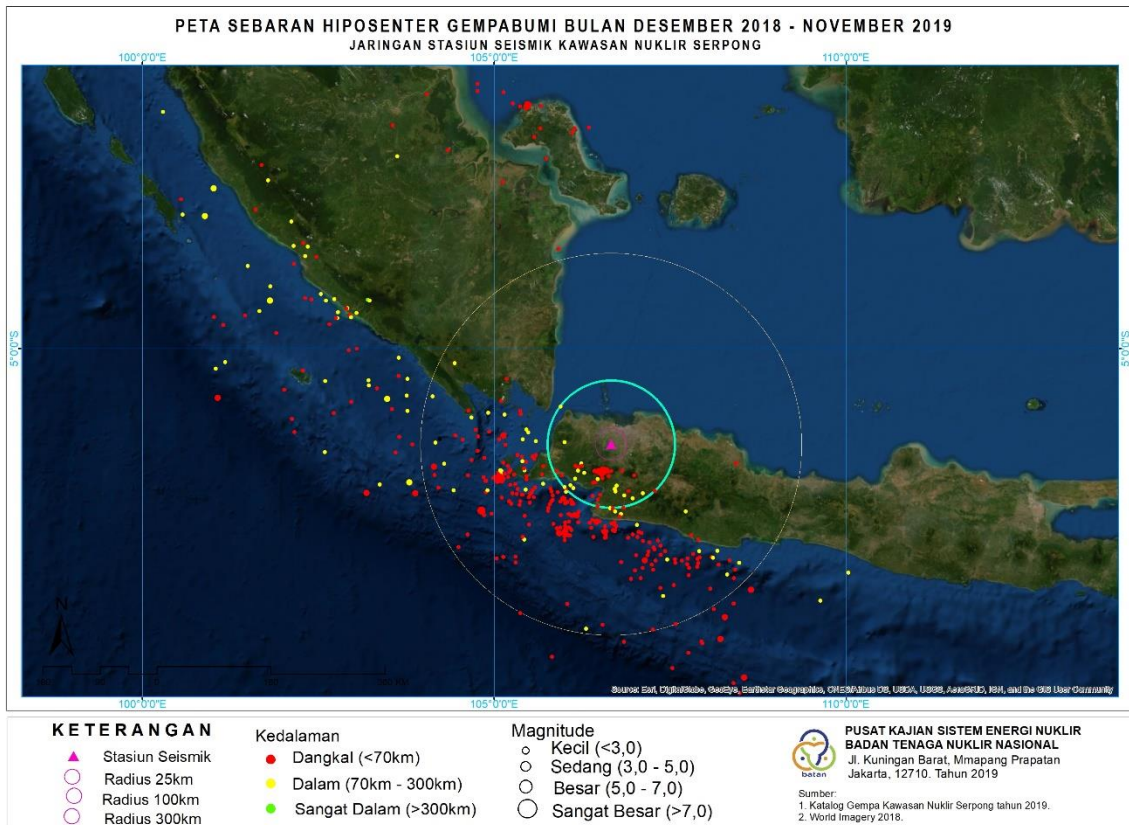 PETA SEBARAN HIPOSENTER GEMPABUMI BULAN DESEMBER 2018 - NOVEMBER 2019
JARINGAN STASIUN SEISMIK KAWASAN NUKLIR SERPONG
100°0'0"E 105°0'0"E 110°0'0"E
5°0'0"S 5°0'0"S
N
Source: Esri, DigitalGlobe, GeoEye, Earthstar Geographics, CNES/Airbus DS, USDA, USGS, AeroGRID, IGN, and the GIS User Community
100°0'0"E 105°0'0"E 110°0'0"E
KETERANGAN
Stasiun Seismik
Radius 25km
Radius 100km
Radius 300km
Kedalaman
Dangkal (<70km)
Dalam (70km - 300km)
Sangat Dalam (>300km)
Magnitude
Kecil (<3,0)
Sedang (3,0 - 5,0)
Besar (5,0 - 7,0)
Sangat Besar (>7,0)
batan
PUSAT KAJIAN SISTEM ENERGI NUKLIR
BADAN TENAGA NUKLIR NASIONAL
Jl. Kuningan Barat, Mmapang Prapatan
Jakarta, 12710. Tahun 2019
Sumber:
1. Katalog Gempa Kawasan Nuklir Serpong tahun 2019.
2. World Imagery 2018.